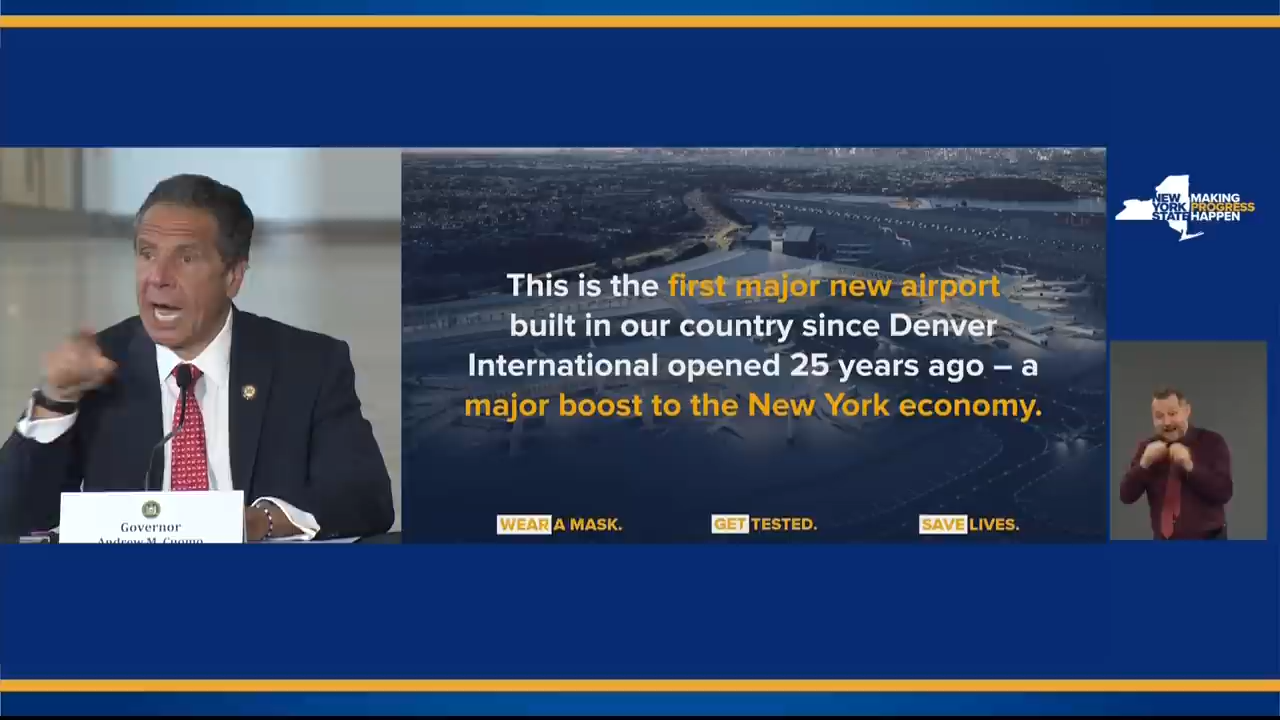 This is the first major new airport
built in our country since Denver
International opened 25 years ago – a
major boost to the New York economy.
WEAR A MASK. GET TESTED. SAVE LIVES.
Governor
Andrew M. Cuomo
NEW
YORK
STATE
MAKING
PROGRESS
HAPPEN